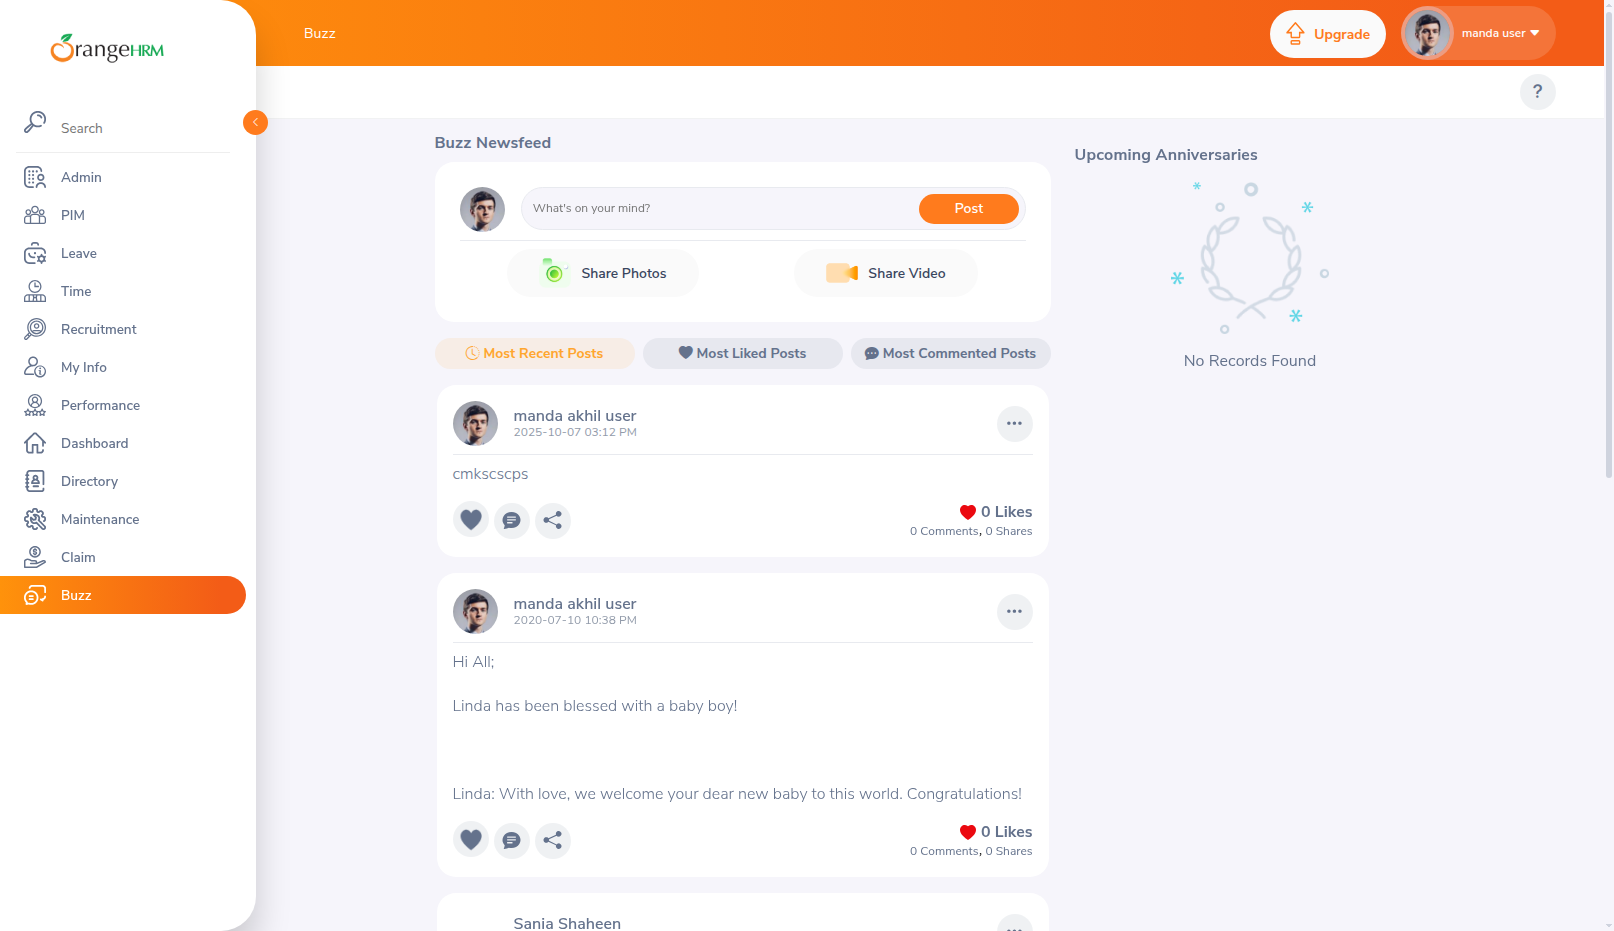 OrangeHRM
Search
Admin
PIM
Leave
Time
Recruitment
My Info
Performance
Dashboard
Directory
Maintenance
Claim
Buzz
Buzz
Upgrade
manda user
?
Buzz Newsfeed
What's on your mind?
Post
Share Photos
Share Video
Most Recent Posts
Most Liked Posts
Most Commented Posts
manda akhil user
2025-10-07 03:12 PM
cmkscscps
0 Likes
0 Comments, 0 Shares
manda akhil user
2020-07-10 10:38 PM
Hi All;
Linda has been blessed with a baby boy!
Linda: With love, we welcome your dear new baby to this world. Congratulations!
0 Likes
0 Comments, 0 Shares
Sania Shaheen
Upcoming Anniversaries
No Records Found